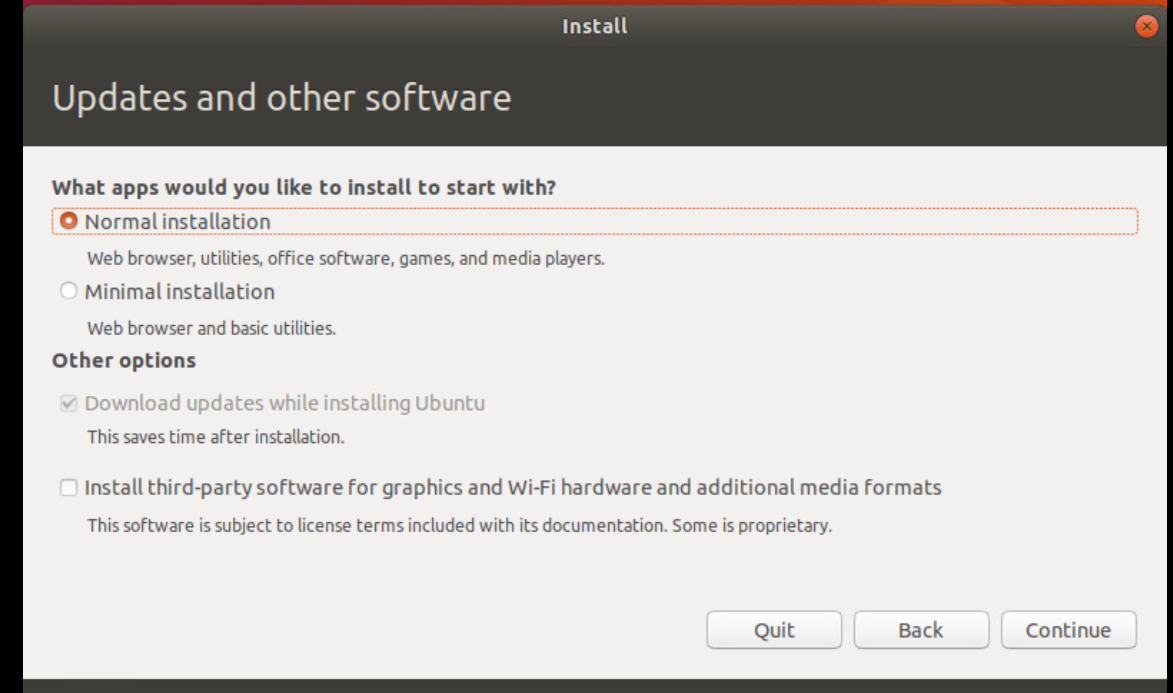 Install
Updates and other software
What apps would you like to install to start with?
Normal installation
Web browser, utilities, office software, games, and media players.
Minimal installation
Web browser and basic utilities.
Other options
Download updates while installing Ubuntu
This saves time after installation.
Install third-party software for graphics and Wi-Fi hardware and additional media formats
This software is subject to license terms included with its documentation. Some is proprietary.
Quit Back Continue